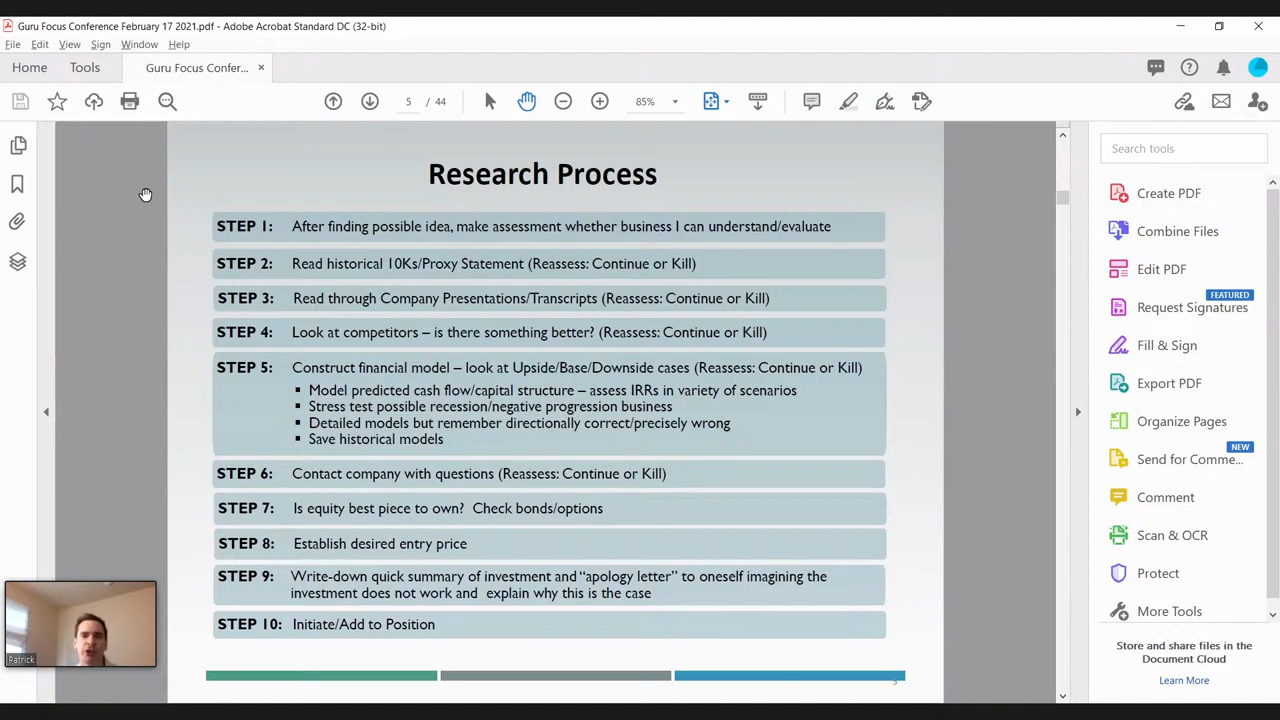 Guru Focus Conference February 17 2021.pdf - Adobe Acrobat Standard DC (32-bit)
File Edit View Sign Window Help
Home Tools Guru Focus Confer... ×
5 / 44 85%
Research Process
STEP 1: After finding possible idea, make assessment whether business I can understand/evaluate
STEP 2: Read historical 10Ks/Proxy Statement (Reassess: Continue or Kill)
STEP 3: Read through Company Presentations/Transcripts (Reassess: Continue or Kill)
STEP 4: Look at competitors – is there something better? (Reassess: Continue or Kill)
STEP 5: Construct financial model – look at Upside/Base/Downside cases (Reassess: Continue or Kill)
▪ Model predicted cash flow/capital structure – assess IRRs in variety of scenarios
▪ Stress test possible recession/negative progression business
▪ Detailed models but remember directionally correct/precisely wrong
▪ Save historical models
STEP 6: Contact company with questions (Reassess: Continue or Kill)
STEP 7: Is equity best piece to own? Check bonds/options
STEP 8: Establish desired entry price
STEP 9: Write-down quick summary of investment and “apology letter” to oneself imagining the
investment does not work and explain why this is the case
STEP 10: Initiate/Add to Position
5
Patrick
Search tools
Create PDF
Combine Files
Edit PDF
FEATURED
Request Signatures
Fill & Sign
Export PDF
Organize Pages
NEW
Send for Comme...
Comment
Scan & OCR
Protect
More Tools
Store and share files in the
Document Cloud
Learn More